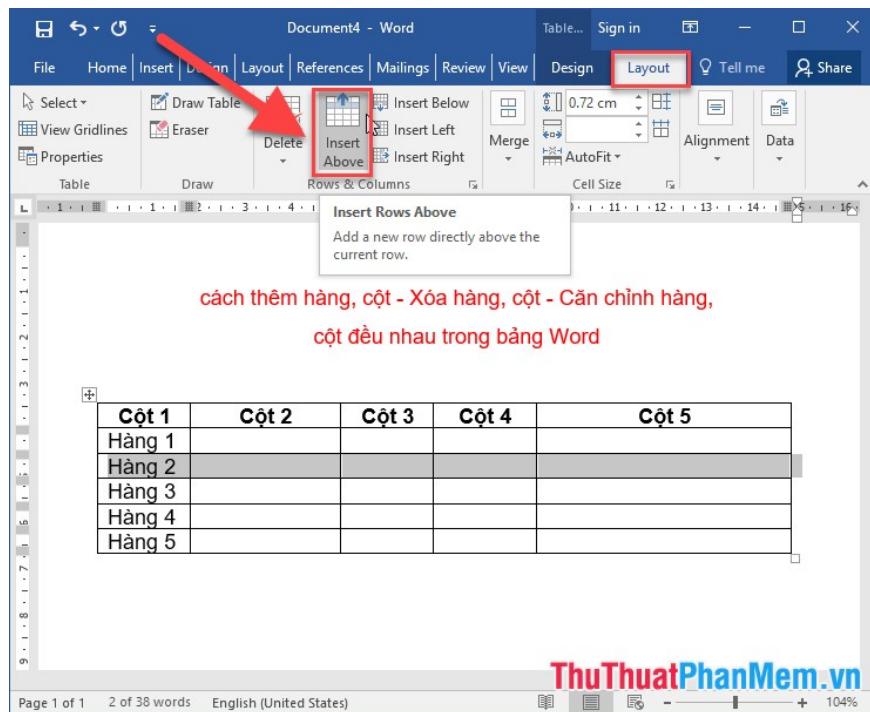 Document4 - Word
Table... Sign in
File Home Insert Design Layout References Mailings Review View Design Layout Tell me Share
Select
View Gridlines
Properties
Table
Draw Table
Eraser
Draw
Delete
Insert Above
Insert Below
Insert Left
Insert Right
Rows & Columns
Merge
0.72 cm
AutoFit
Cell Size
Alignment
Data
Insert Rows Above
Add a new row directly above the
current row.
cách thêm hàng, cột - Xóa hàng, cột - Căn chỉnh hàng,
cột đều nhau trong bảng Word
Cột 1 Cột 2 Cột 3 Cột 4 Cột 5
Hàng 1
Hàng 2
Hàng 3
Hàng 4
Hàng 5
ThuThuatPhanMem.vn
Page 1 of 1 2 of 38 words English (United States) 104%